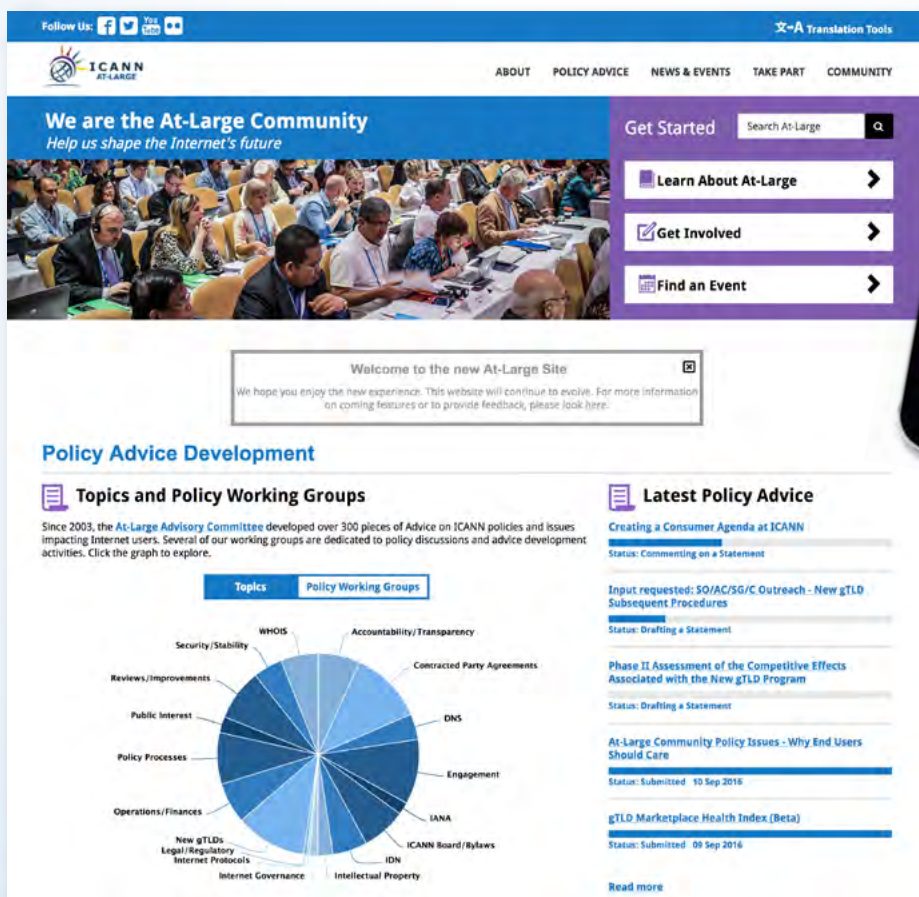 Follow Us: f You Tube
文→A Translation Tools
ICANN
AT-LARGE
ABOUT POLICY ADVICE NEWS & EVENTS TAKE PART COMMUNITY
We are the At-Large Community
Help us shape the Internet's future
Get Started
Search At-Large
Learn About At-Large
Get Involved
Find an Event
Welcome to the new At-Large Site
We hope you enjoy the new experience. This website will continue to evolve. For more information
on coming features or to provide feedback, please look here.
Policy Advice Development
Topics and Policy Working Groups
Since 2003, the At-Large Advisory Committee developed over 300 pieces of Advice on ICANN policies and issues
impacting Internet users. Several of our working groups are dedicated to policy discussions and advice development
activities. Click the graph to explore.
Topics Policy Working Groups
WHOIS
Accountability/Transparency
Security/Stability
Contracted Party Agreements
Reviews/Improvements
Public Interest
DNS
Policy Processes
Engagement
Operations/Finances
IANA
New gTLDs
ICANN Board/Bylaws
Legal/Regulatory
Internet Protocols
IDN
Internet Governance
Intellectual Property
Latest Policy Advice
Creating a Consumer Agenda at ICANN
Status: Commenting on a Statement
Input requested: SO/AC/SG/C Outreach - New gTLD
Subsequent Procedures
Status: Drafting a Statement
Phase II Assessment of the Competitive Effects
Associated with the New gTLD Program
Status: Drafting a Statement
At-Large Community Policy Issues - Why End Users
Should Care
Status: Submitted 10 Sep 2016
gTLD Marketplace Health Index (Beta)
Status: Submitted 09 Sep 2016
Read more